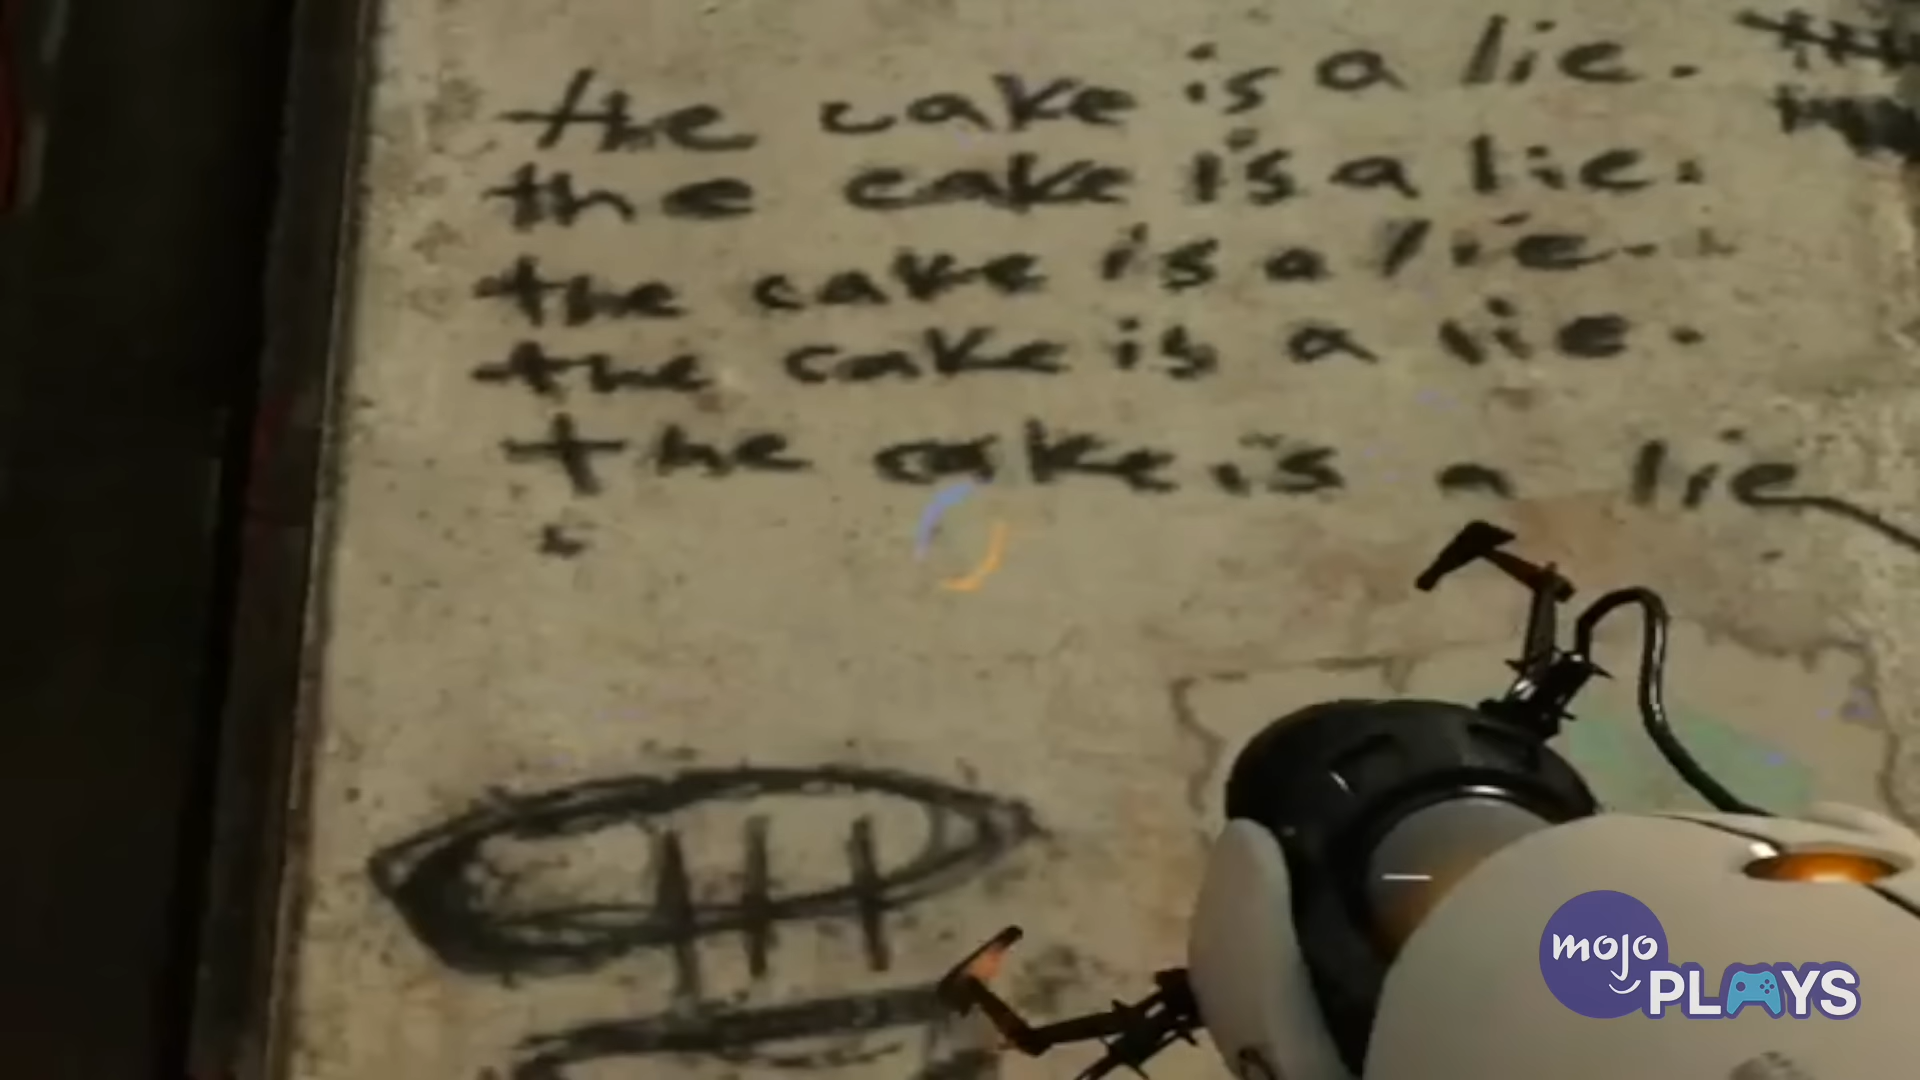 the cake is a lie.
the cake is a lie.
the cake is a lie.
the cake is a lie.
the cake is a lie
mojo
PLAYS